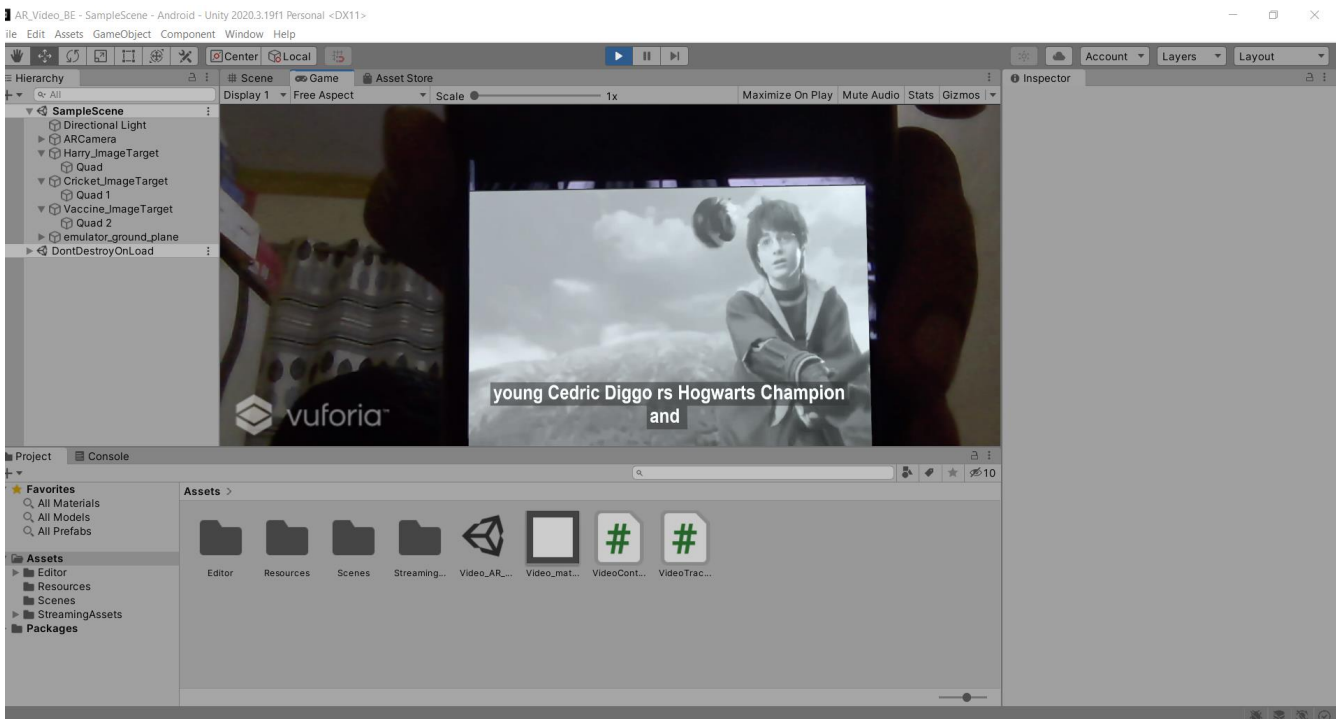 AR_Video_BE - SampleScene - Android - Unity 2020.3.19f1 Personal <DX11>
ile Edit Assets GameObject Component Window Help
Center Local
Account Layers Layout
Hierarchy
All
SampleScene
Directional Light
ARCamera
Harry_ImageTarget
Quad
Cricket_ImageTarget
Quad 1
Vaccine_ImageTarget
Quad 2
emulator_ground_plane
DontDestroyOnLoad
Scene Game Asset Store
Display 1 Free Aspect Scale 1x Maximize On Play Mute Audio Stats Gizmos
vuforia™
young Cedric Diggo rs Hogwarts Champion
and
Inspector
Project Console
10
Favorites
All Materials
All Models
All Prefabs
Assets
Editor
Resources
Scenes
StreamingAssets
Packages
Assets >
Editor Resources Scenes Streaming... Video_AR_... Video_mat... VideoCont... VideoTrac...